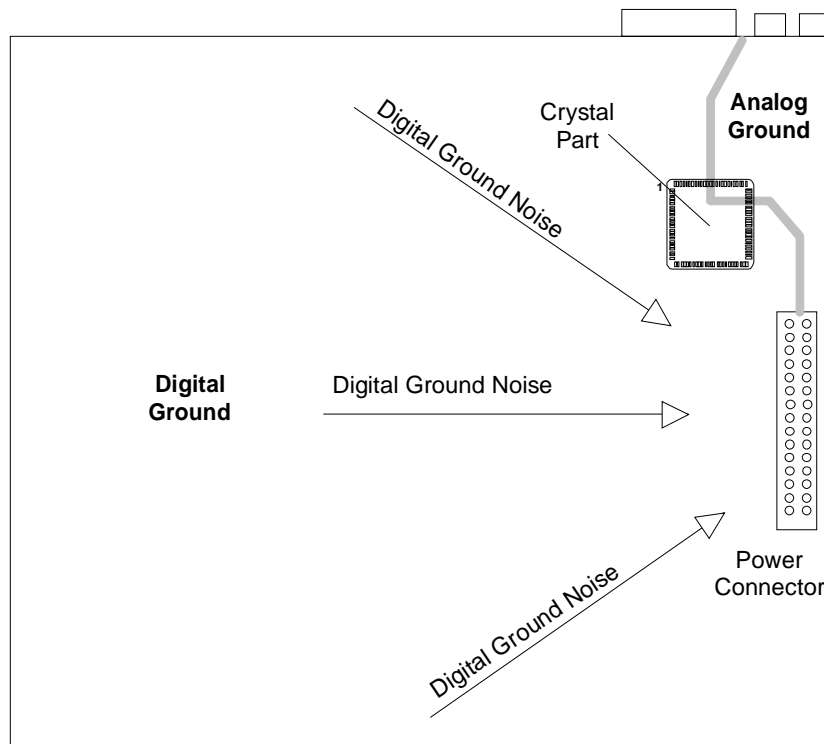 Digital Ground Noise
Crystal
Part
Analog
Ground
1
Digital
Ground
Digital Ground Noise
Power
Connector
Digital Ground Noise